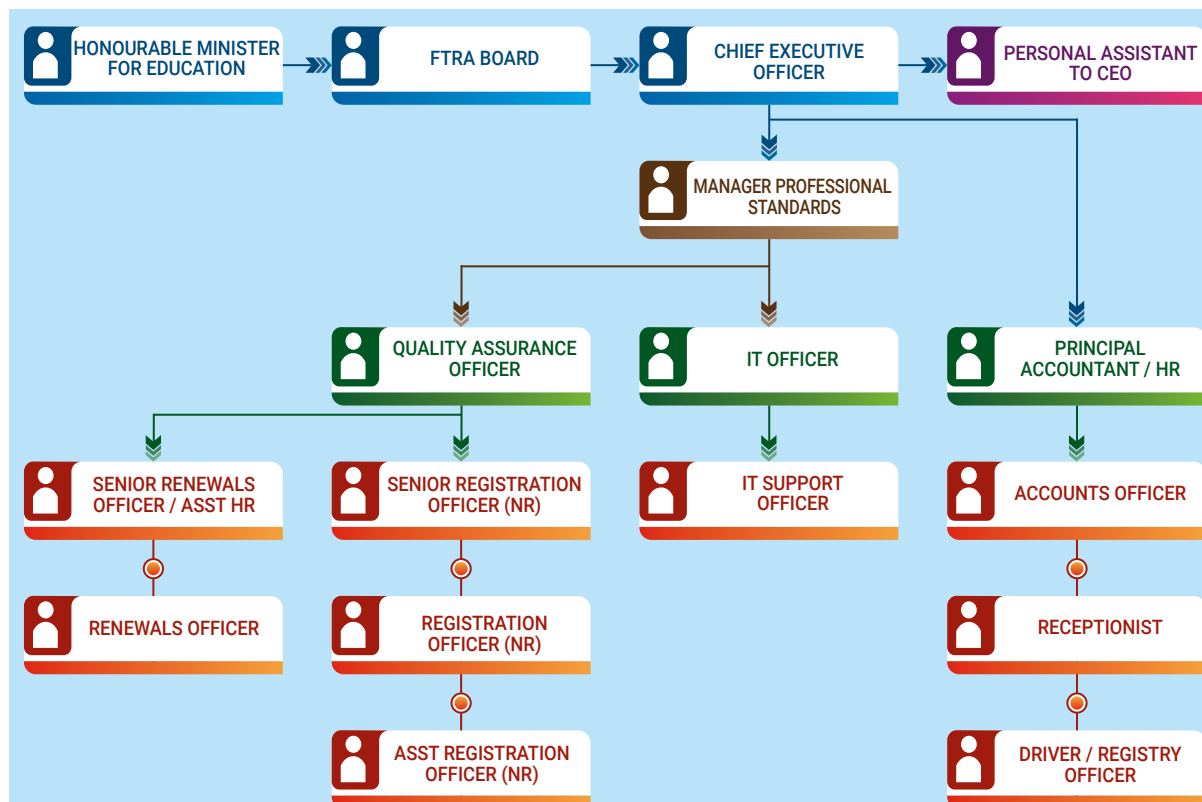 HONOURABLE MINISTER
FOR EDUCATION
FTRA BOARD
CHIEF EXECUTIVE
OFFICER
PERSONAL ASSISTANT
TO CEO
MANAGER PROFESSIONAL
STANDARDS
QUALITY ASSURANCE
OFFICER
IT OFFICER
PRINCIPAL
ACCOUNTANT / HR
SENIOR RENEWALS
OFFICER / ASST HR
SENIOR REGISTRATION
OFFICER (NR)
IT SUPPORT
OFFICER
ACCOUNTS OFFICER
RENEWALS OFFICER
REGISTRATION
OFFICER (NR)
RECEPTIONIST
ASST REGISTRATION
OFFICER (NR)
DRIVER / REGISTRY
OFFICER